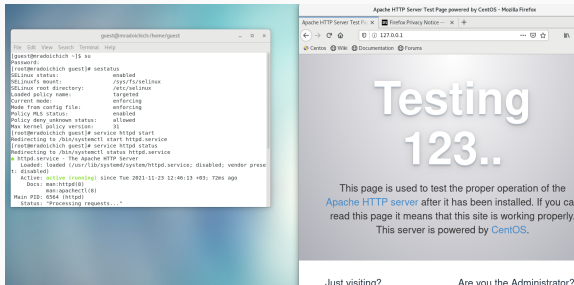 guest@mradoichich:/home/guest
File Edit View Search Terminal Help
[guest@mradoichich ~]$ su
Password:
[root@mradoichich guest]# sestatus
SELinux status: enabled
SELinuxfs mount: /sys/fs/selinux
SELinux root directory: /etc/selinux
Loaded policy name: targeted
Current mode: enforcing
Mode from config file: enforcing
Policy MLS status: enabled
Policy deny_unknown status: allowed
Max kernel policy version: 31
[root@mradoichich guest]# service httpd start
Redirecting to /bin/systemctl start httpd.service
[root@mradoichich guest]# service httpd status
Redirecting to /bin/systemctl status httpd.service
● httpd.service - The Apache HTTP Server
Loaded: loaded (/usr/lib/systemd/system/httpd.service; disabled; vendor prese
t: disabled)
Active: active (running) since Tue 2021-11-23 12:46:13 +03; 72ms ago
Docs: man:httpd(8)
man:apachectl(8)
Main PID: 6564 (httpd)
Status: "Processing requests..."
Apache HTTP Server Test Page powered by CentOS - Mozilla Firefox
Apache HTTP Server Test Pa
Firefox Privacy Notice —
127.0.0.1
Centos Wiki Documentation Forums
Testing
123..
This page is used to test the proper operation of the
Apache HTTP server after it has been installed. If you ca
read this page it means that this site is working properly.
This server is powered by CentOS.
Just visiting?
Are you the Administrator?